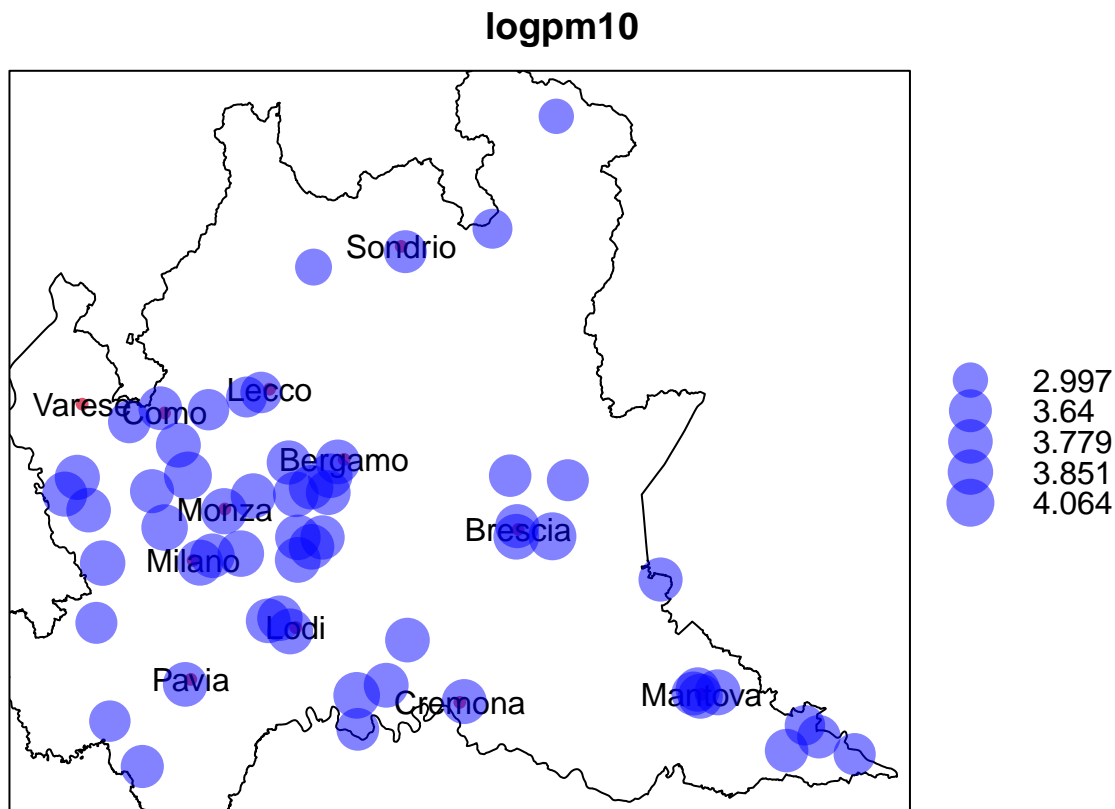 logpm10
Sondrio
Lecco
Varese
Como
Bergamo
Monza
Brescia
Milano
Lodi
Pavia
Mantova
Cremona
2.997
3.64
3.779
3.851
4.064